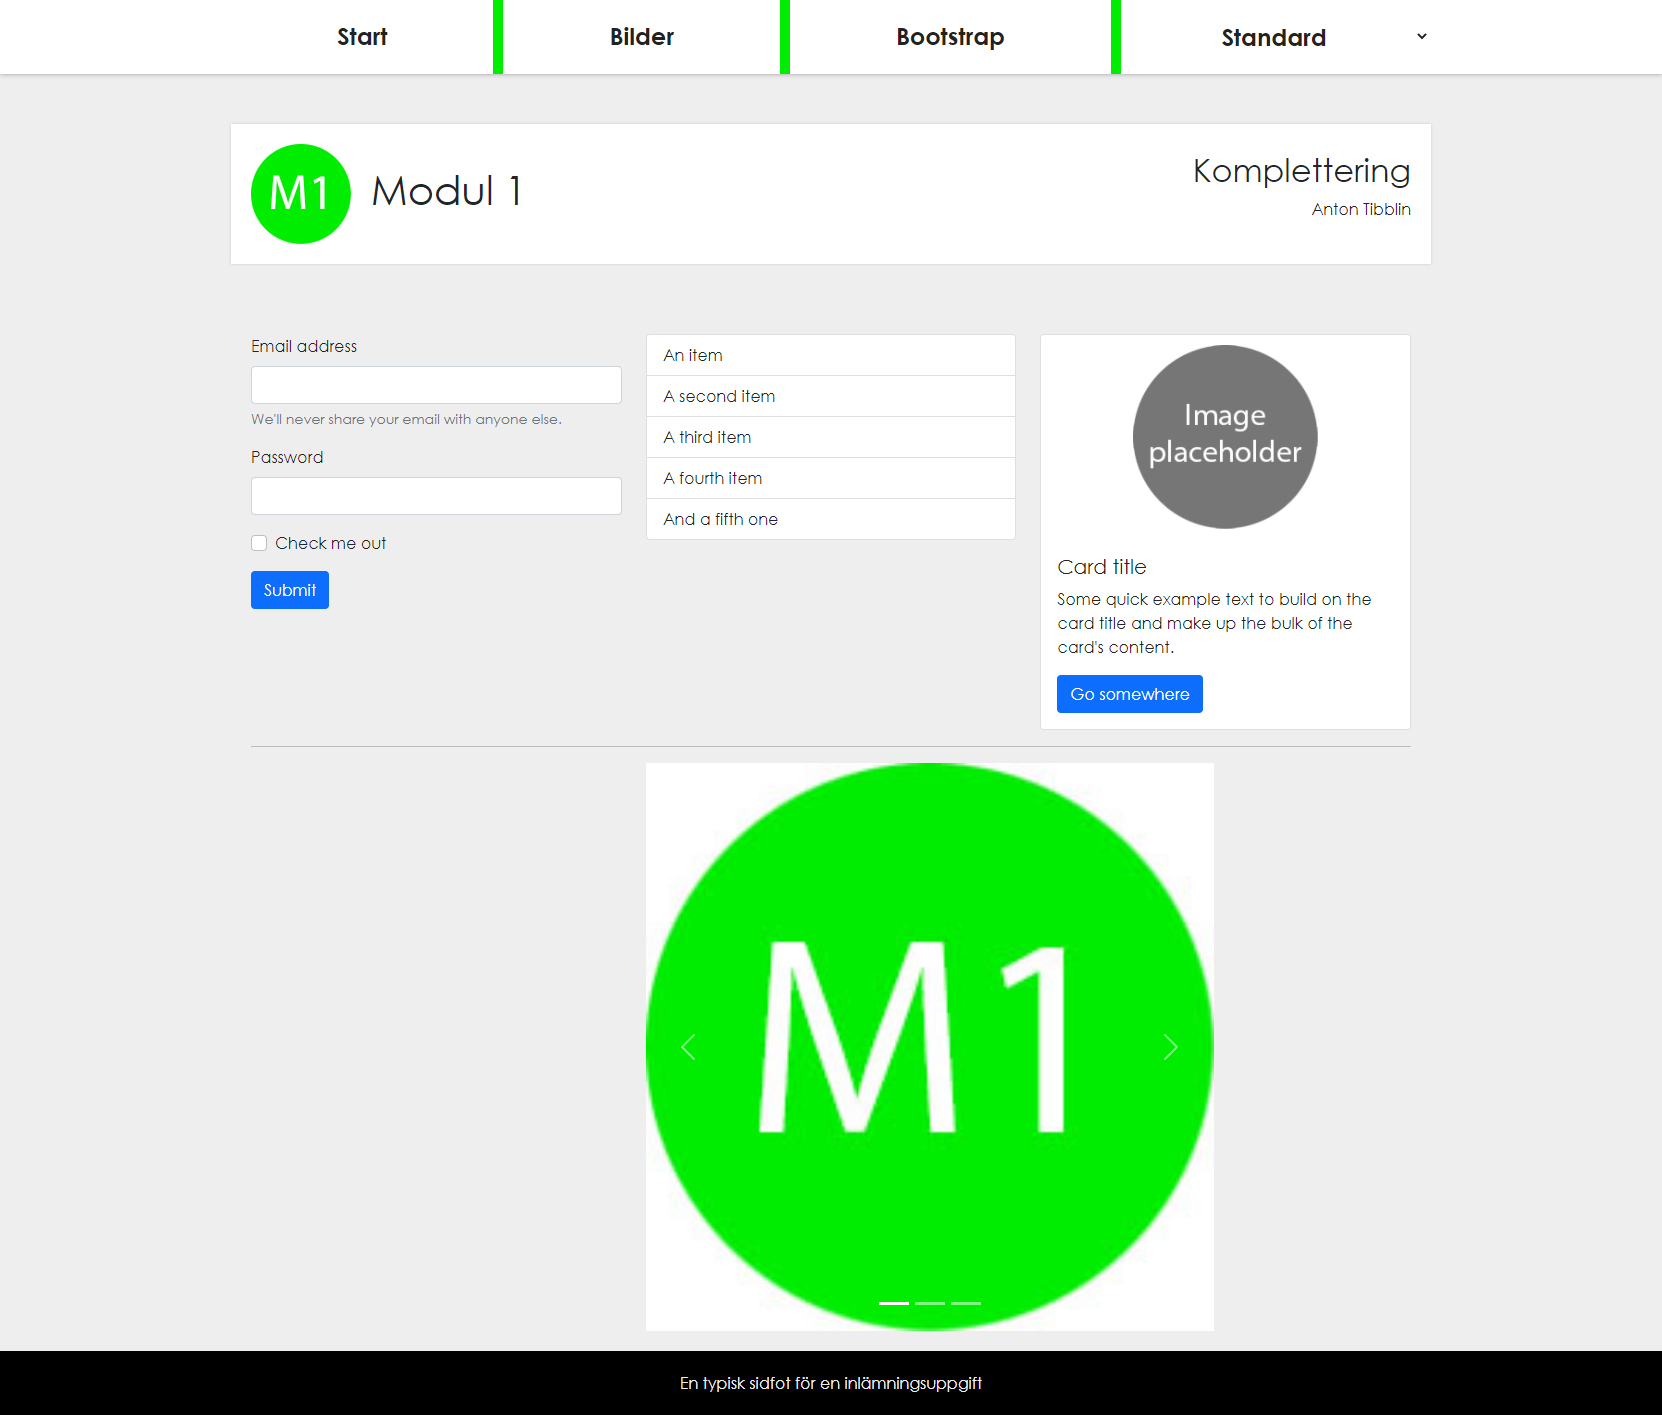 Start
Bilder
Bootstrap
Standard
M1
Modul 1
Komplettering
Anton Tibblin
Email address
We'll never share your email with anyone else.
Password
Check me out
Submit
An item
A second item
A third item
A fourth item
And a fifth one
Image
placeholder
Card title
Some quick example text to build on the
card title and make up the bulk of the
card's content.
Go somewhere
M1
En typisk sidfot för en inlämningsuppgift